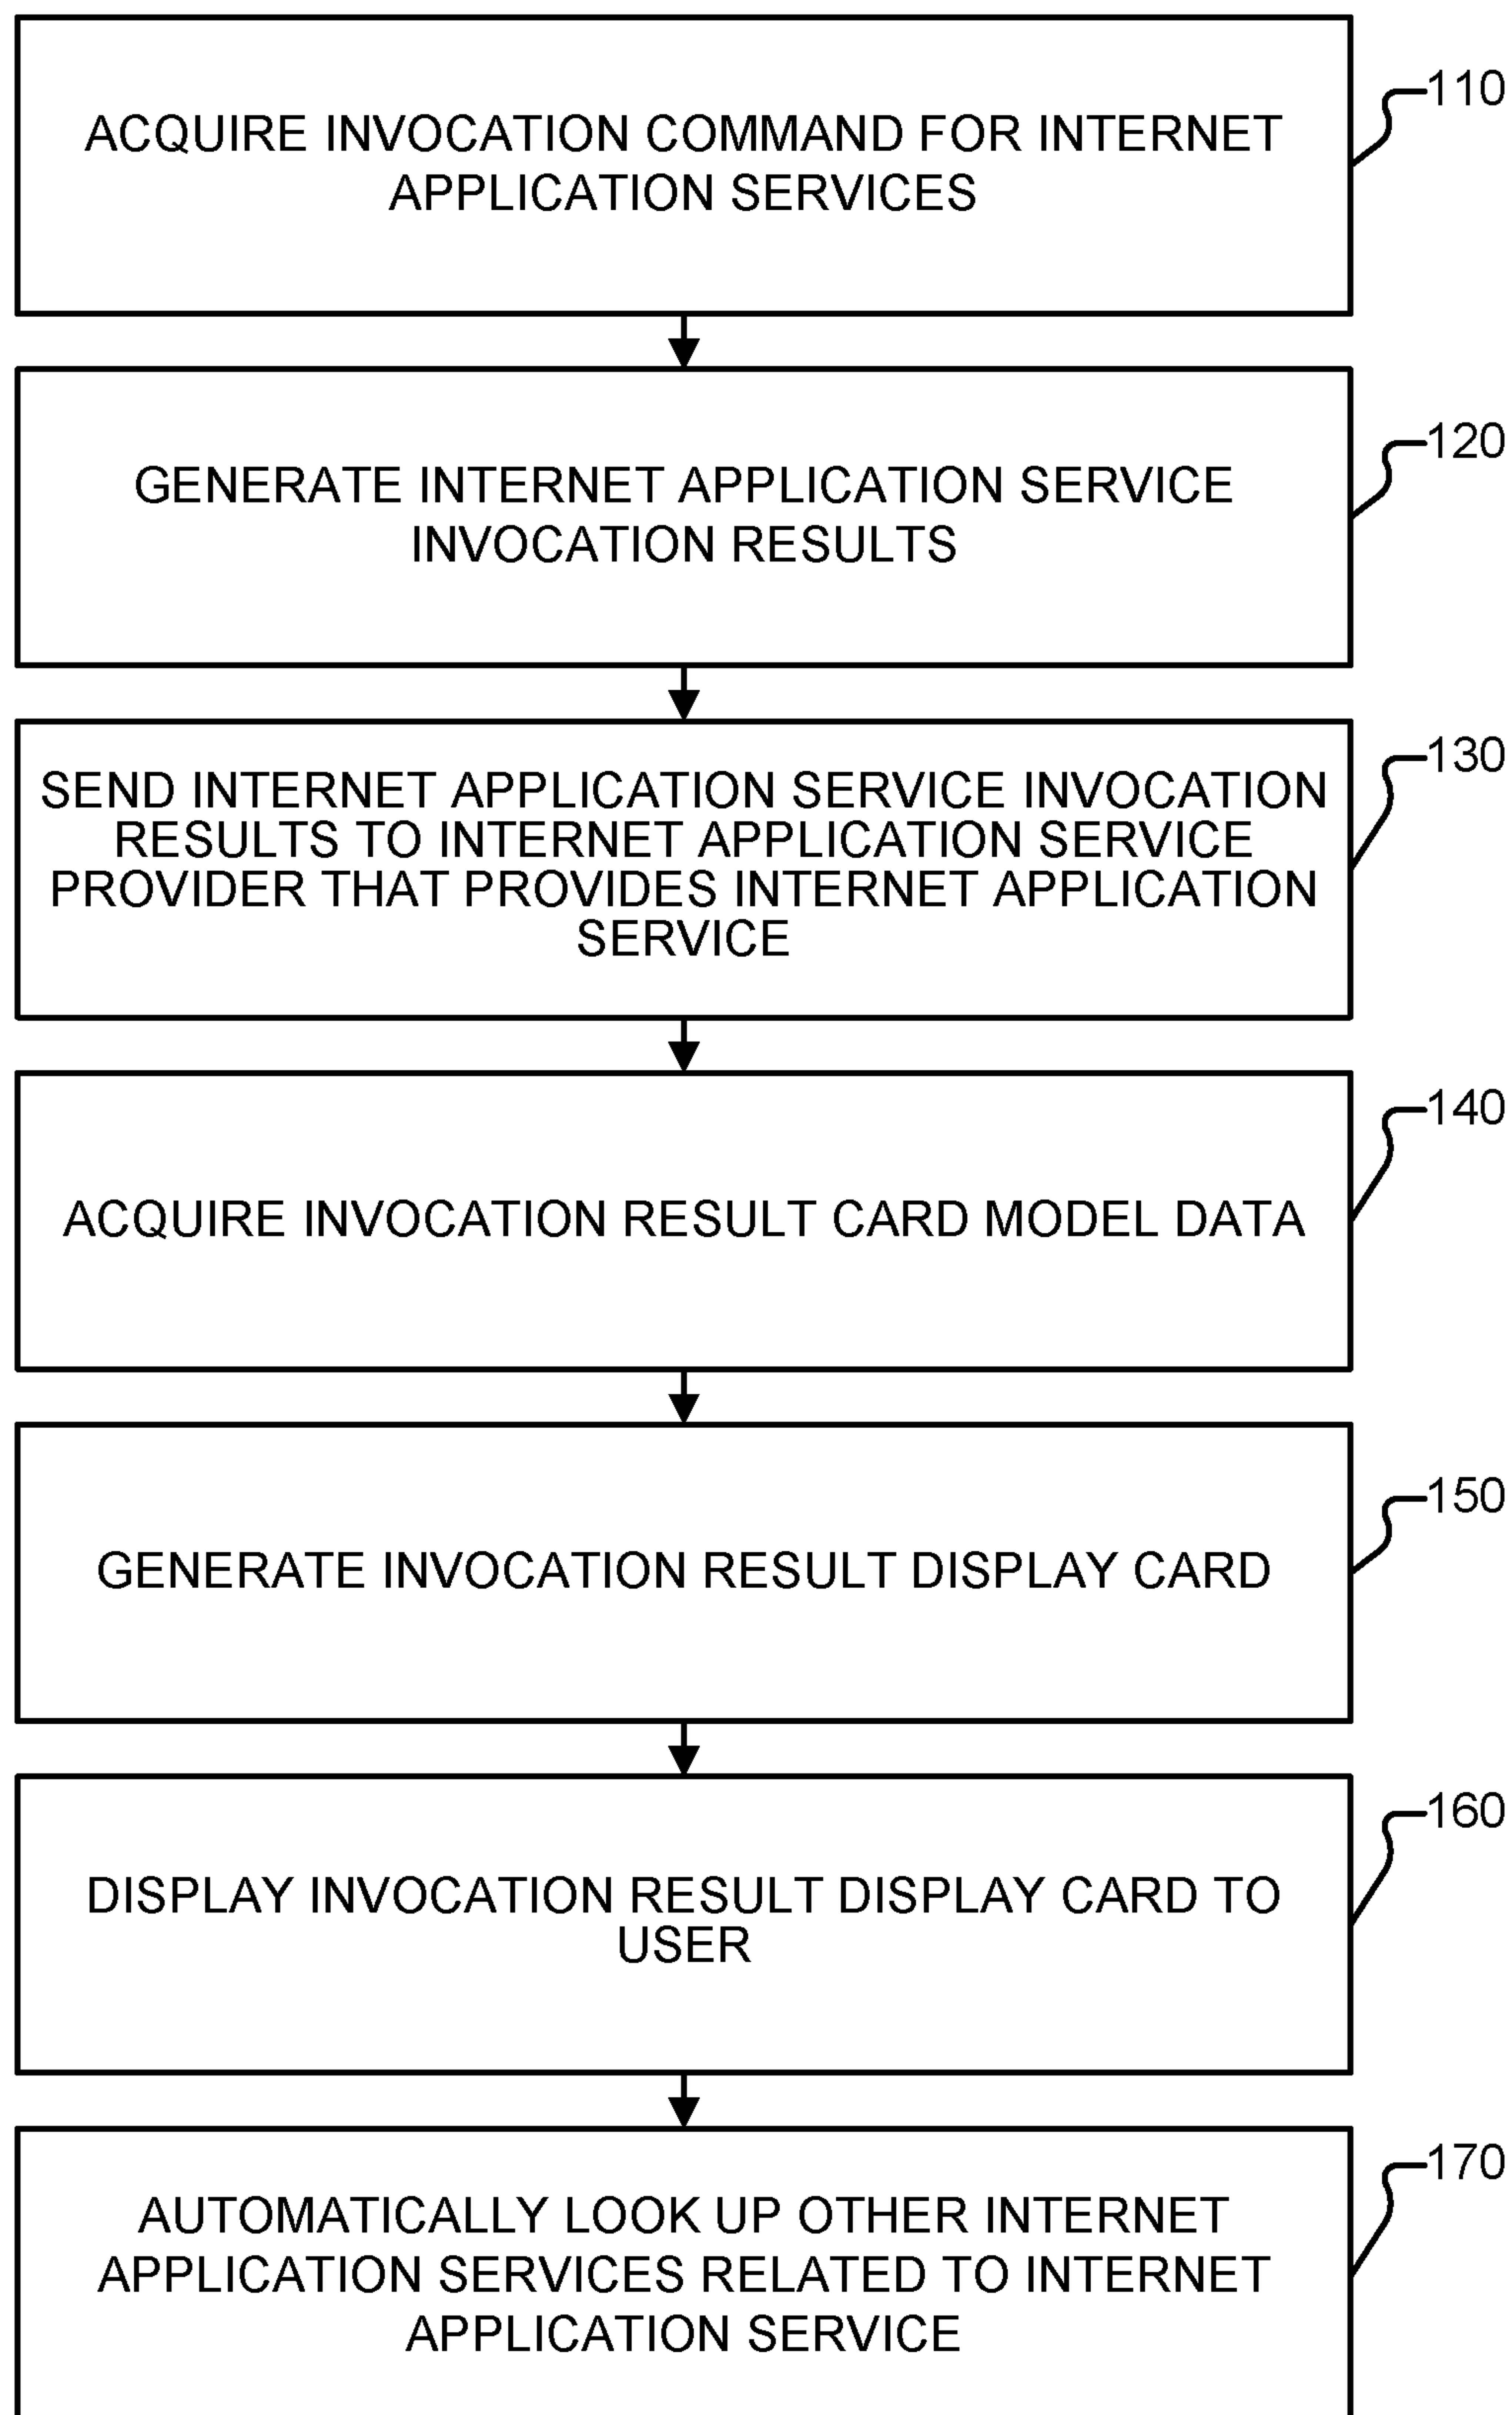 110
ACQUIRE INVOCATION COMMAND FOR INTERNET
APPLICATION SERVICES
120
GENERATE INTERNET APPLICATION SERVICE
INVOCATION RESULTS
130
SEND INTERNET APPLICATION SERVICE INVOCATION
RESULTS TO INTERNET APPLICATION SERVICE
PROVIDER THAT PROVIDES INTERNET APPLICATION
SERVICE
140
ACQUIRE INVOCATION RESULT CARD MODEL DATA
150
GENERATE INVOCATION RESULT DISPLAY CARD
160
DISPLAY INVOCATION RESULT DISPLAY CARD TO
USER
170
AUTOMATICALLY LOOK UP OTHER INTERNET
APPLICATION SERVICES RELATED TO INTERNET
APPLICATION SERVICE